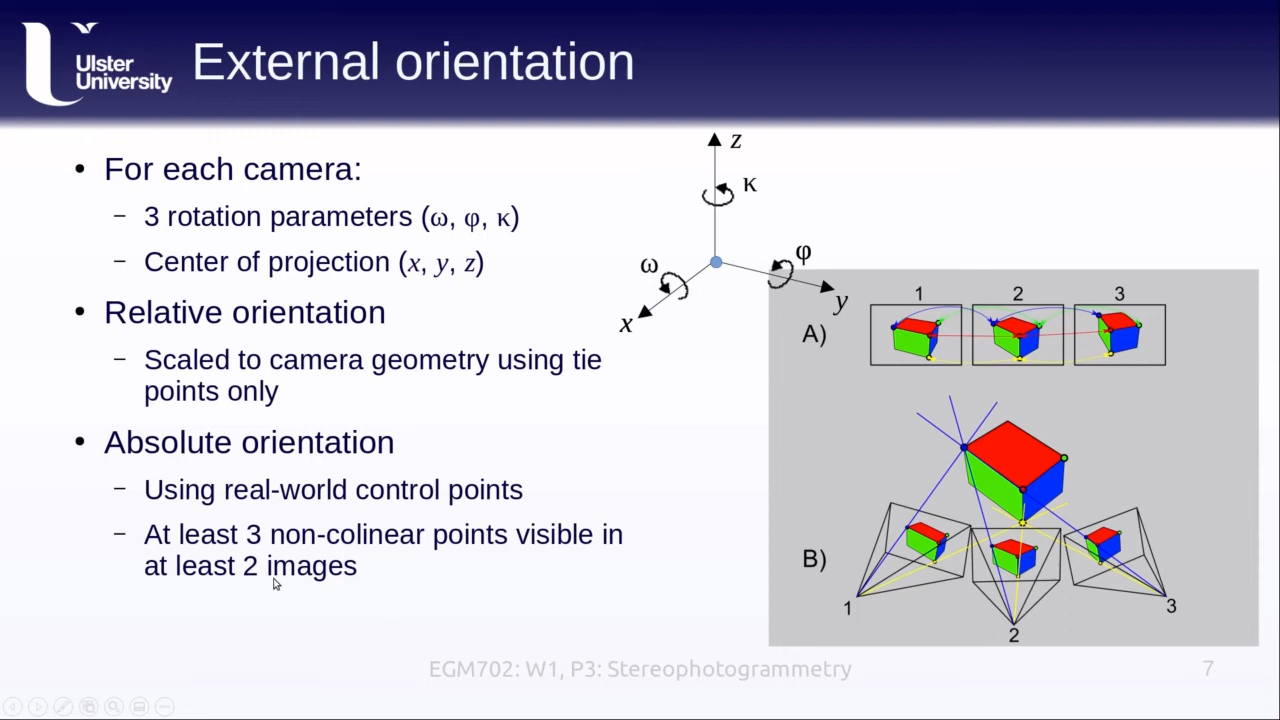 Ulster
University
External orientation
• For each camera:
– 3 rotation parameters (ω, φ, κ)
– Center of projection (x, y, z)
• Relative orientation
– Scaled to camera geometry using tie
points only
• Absolute orientation
– Using real-world control points
– At least 3 non-colinear points visible in
at least 2 images
z
κ
φ
ω
y
x
1 2 3
A)
B)
1
2
3
EGM702: W1, P3: Stereophotogrammetry
7